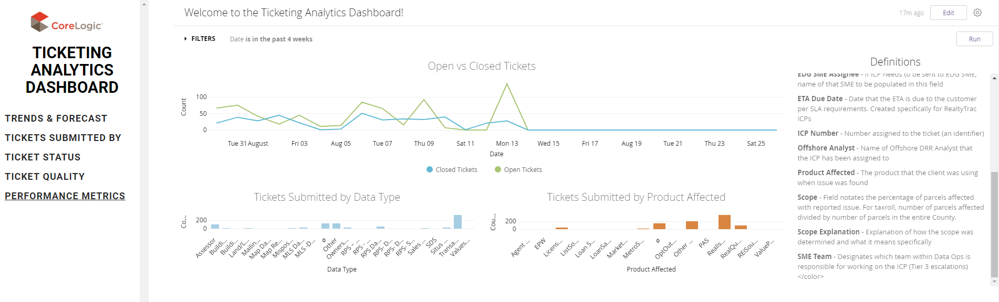 CoreLogic
TICKETING
ANALYTICS
DASHBOARD
TRENDS & FORECAST
TICKETS SUBMITTED BY
TICKET STATUS
TICKET QUALITY
PERFORMANCE METRICS
Welcome to the Ticketing Analytics Dashboard!
17m ago
Edit
FILTERS
Date is in the past 4 weeks
Run
Open vs Closed Tickets
Count
100
50
0
Tue 31 August Fri 03 Aug 05 Tue 07 Thu 09 Sat 11 Mon 13 Wed 15 Fri 17 Aug 19 Tue 21 Thu 23 Sat 25
Date
Closed Tickets Open Tickets
Tickets Submitted by Data Type
Co...
200
0
Assessor
Buildi...
Buildi...
Land/L...
Mailin...
Map Da...
Map Re...
Mispos...
MLS Da...
MLS -D...
ø
Other
Owners...
RPS – ...
RPS - ...
RPS Da...
RPS- D...
RPS- D...
RPS- S...
Sales ...
SDS
Situs ...
Transa...
Values...
Data Type
Tickets Submitted by Product Affected
Cou...
200
0
Agent ...
EPW
Licens...
ListSo...
Loan S...
LoanSa...
Market...
MetroS...
ø
OptOut...
Other ...
PAS
Realis...
RealQu...
REiSou...
ValueP...
Product Affected
Definitions
EDG SME Assignee - If ICP needs to be sent to EDG SME,
name of that SME to be populated in this field
ETA Due Date - Date that the ETA is due to the customer
per SLA requirements. Created specifically for RealtyTrac
ICPs
ICP Number - Number assigned to the ticket (an identifier)
Offshore Analyst - Name of Offshore DRR Analyst that
the ICP has been assigned to
Product Affected - The product that the client was using
when issue was found
Scope - Field notates the percentage of parcels affected
with reported issue. For taxroll, number of parcels affected
divided by number of parcels in the entire County.
Scope Explanation - Explanation of how the scope was
determined and what it means specifically
SME Team - Designates which team within Data Ops is
responsible for working on the ICP (Tier 3 escalations)
</color>